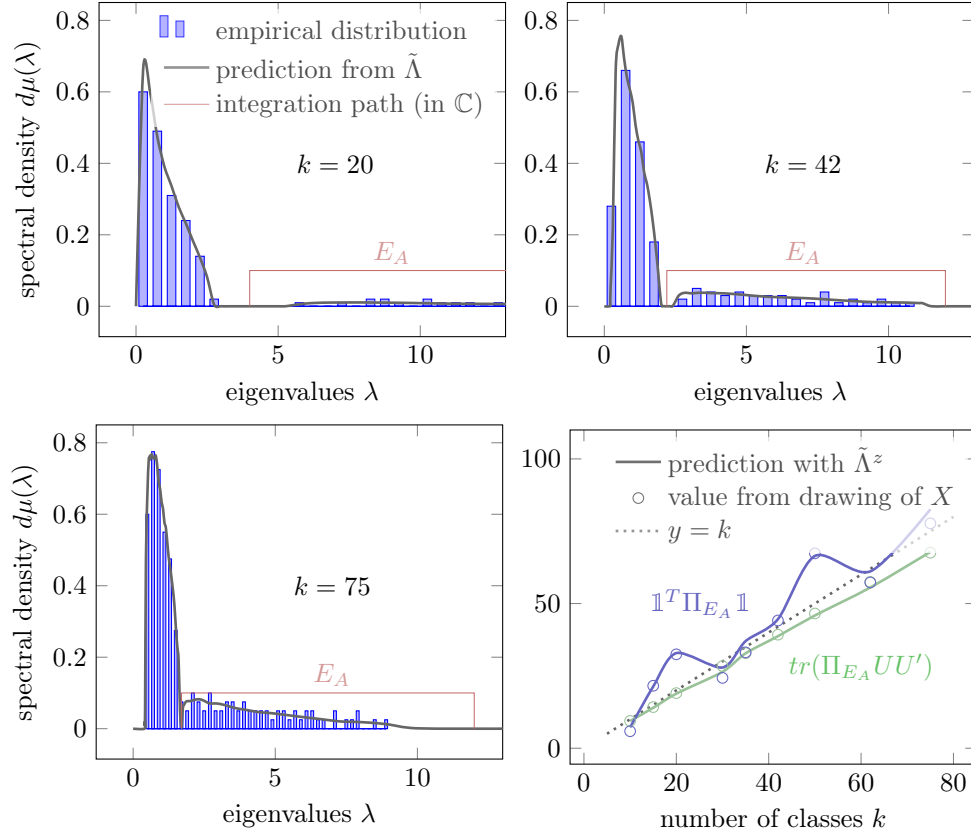 0.8
0.6
0.4
0.2
0
spectral density dμ(λ)
empirical distribution
prediction from Λ̃
integration path (in ℂ)
k = 20
E_A
0
5
10
eigenvalues λ
0.8
0.6
0.4
0.2
0
k = 42
E_A
0
5
10
eigenvalues λ
0.8
0.6
0.4
0.2
0
spectral density dμ(λ)
k = 75
E_A
0
5
10
eigenvalues λ
100
50
0
prediction with Λ̃^z
value from drawing of X
y = k
𝟙^T Π_{E_A} 𝟙
tr(Π_{E_A} UU′)
0
20
40
60
80
number of classes k